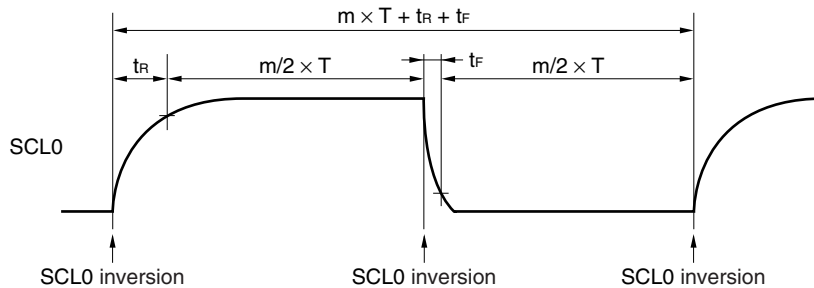 m × T + tR + tF
tR
m/2 × T
tF
m/2 × T
SCL0
SCL0 inversion
SCL0 inversion
SCL0 inversion